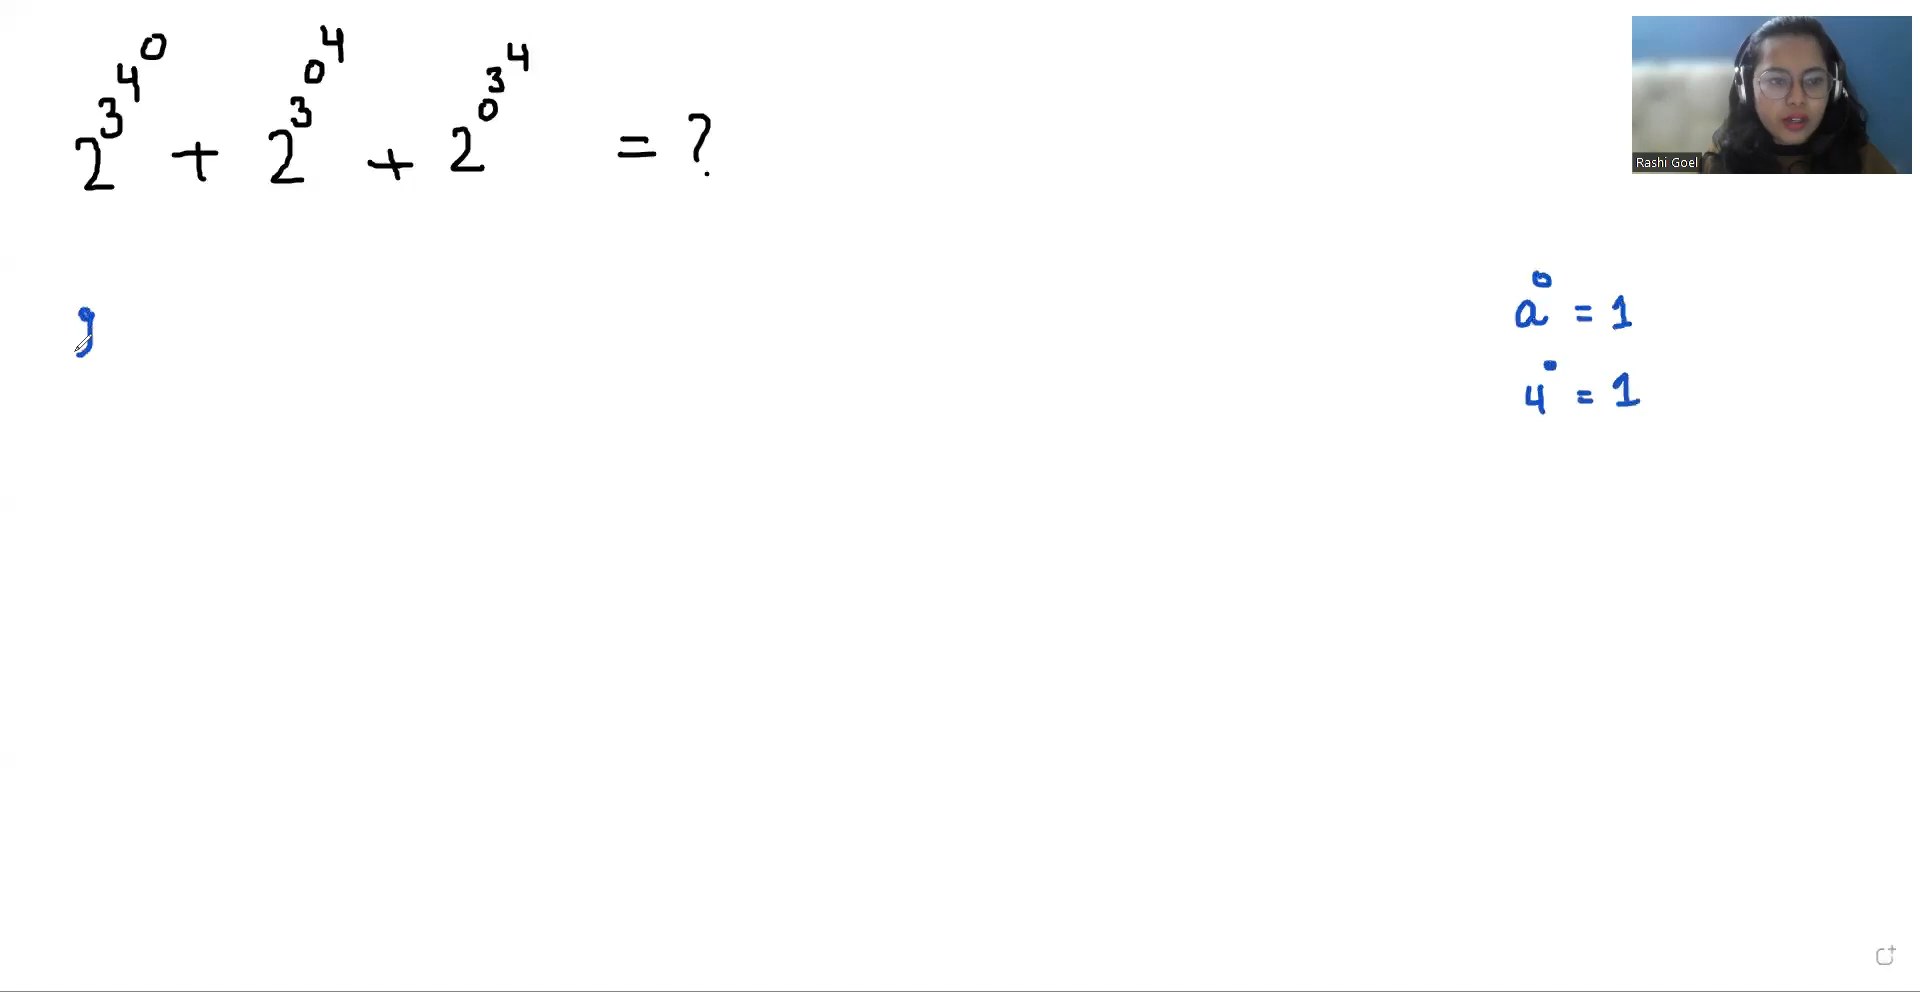 2^3^4^0 + 2^3^0^4 + 2^0^3^4 = ?
Rashi Goel
a^0 = 1
4^0 = 1